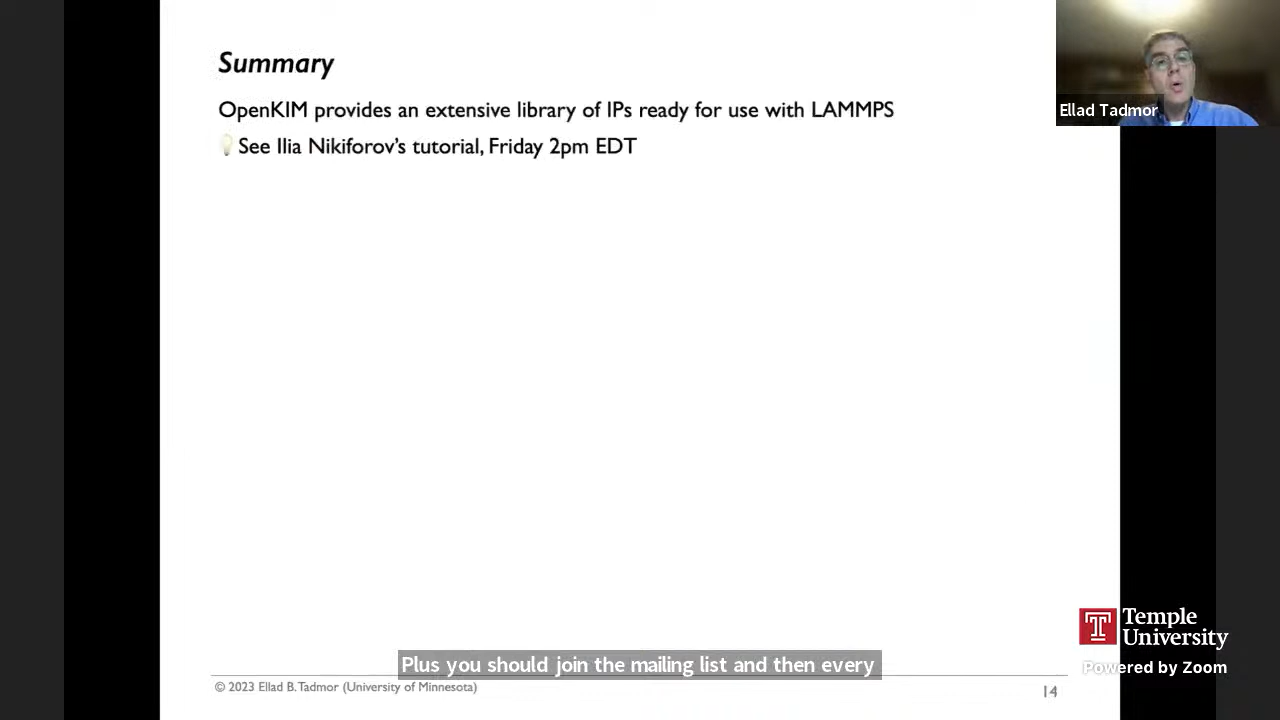 Summary
OpenKIM provides an extensive library of IPs ready for use with LAMMPS
See Ilia Nikiforov's tutorial, Friday 2pm EDT
Ellad Tadmor
Temple
University
Powered by Zoom
Plus you should join the mailing list and then every
© 2023 Ellad B. Tadmor (University of Minnesota)
14